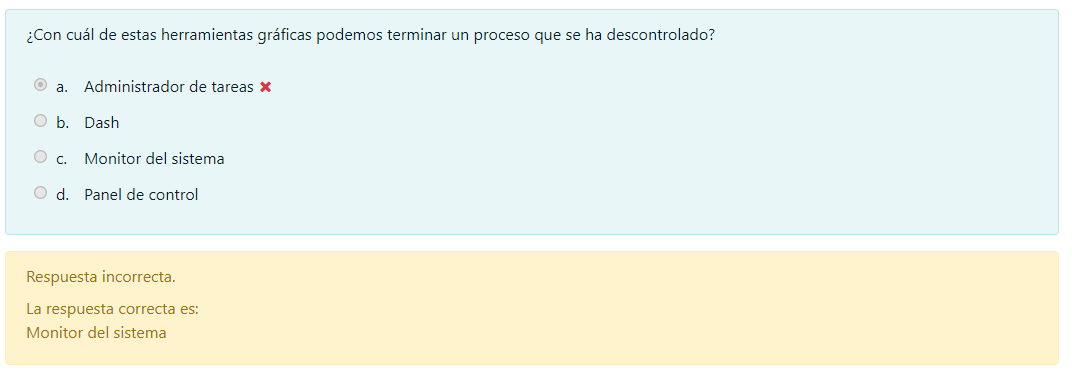 ¿Con cuál de estas herramientas gráficas podemos terminar un proceso que se ha descontrolado?
a. Administrador de tareas
b. Dash
c. Monitor del sistema
d. Panel de control
Respuesta incorrecta.
La respuesta correcta es:
Monitor del sistema